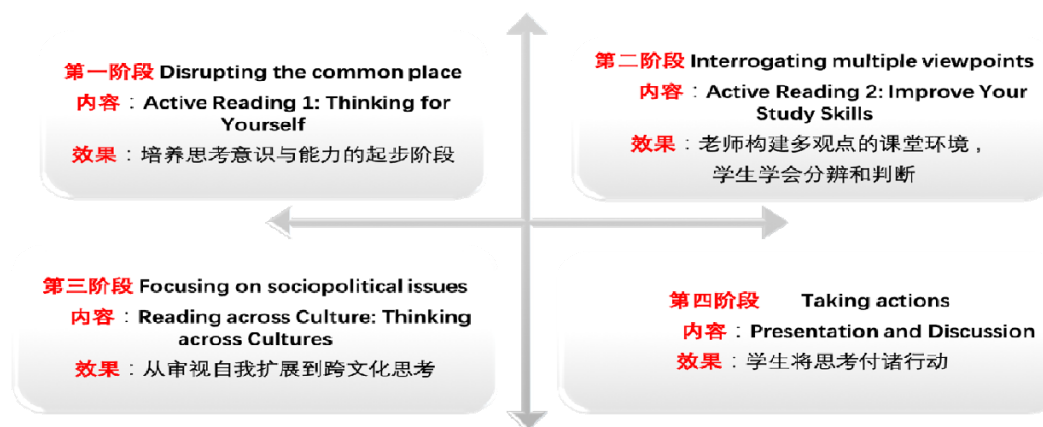 第一阶段 Disrupting the common place
内容：Active Reading 1: Thinking for
Yourself
效果：培养思考意识与能力的起步阶段
第二阶段 Interrogating multiple viewpoints
内容：Active Reading 2: Improve Your
Study Skills
效果：老师构建多观点的课堂环境，
学生学会分辨和判断
第三阶段 Focusing on sociopolitical issues
内容：Reading across Culture: Thinking
across Cultures
效果：从审视自我扩展到跨文化思考
第四阶段 Taking actions
内容：Presentation and Discussion
效果：学生将思考付诸行动